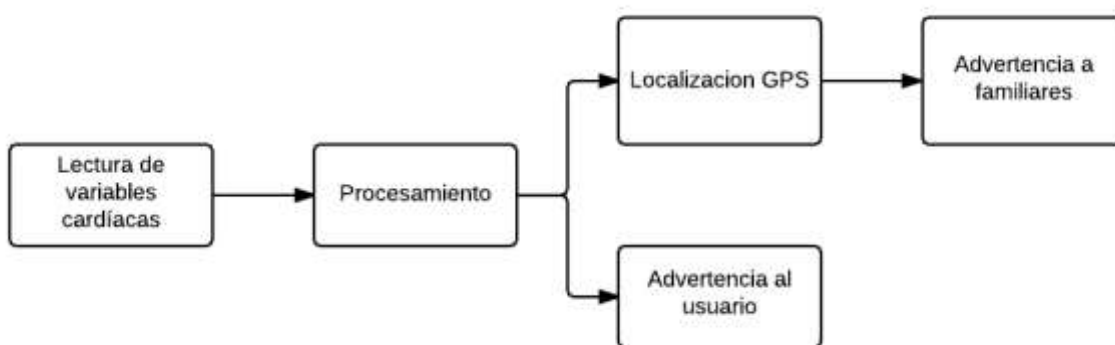 Lectura de
variables
cardíacas
Procesamiento
Localizacion GPS
Advertencia a
familiares
Advertencia al
usuario